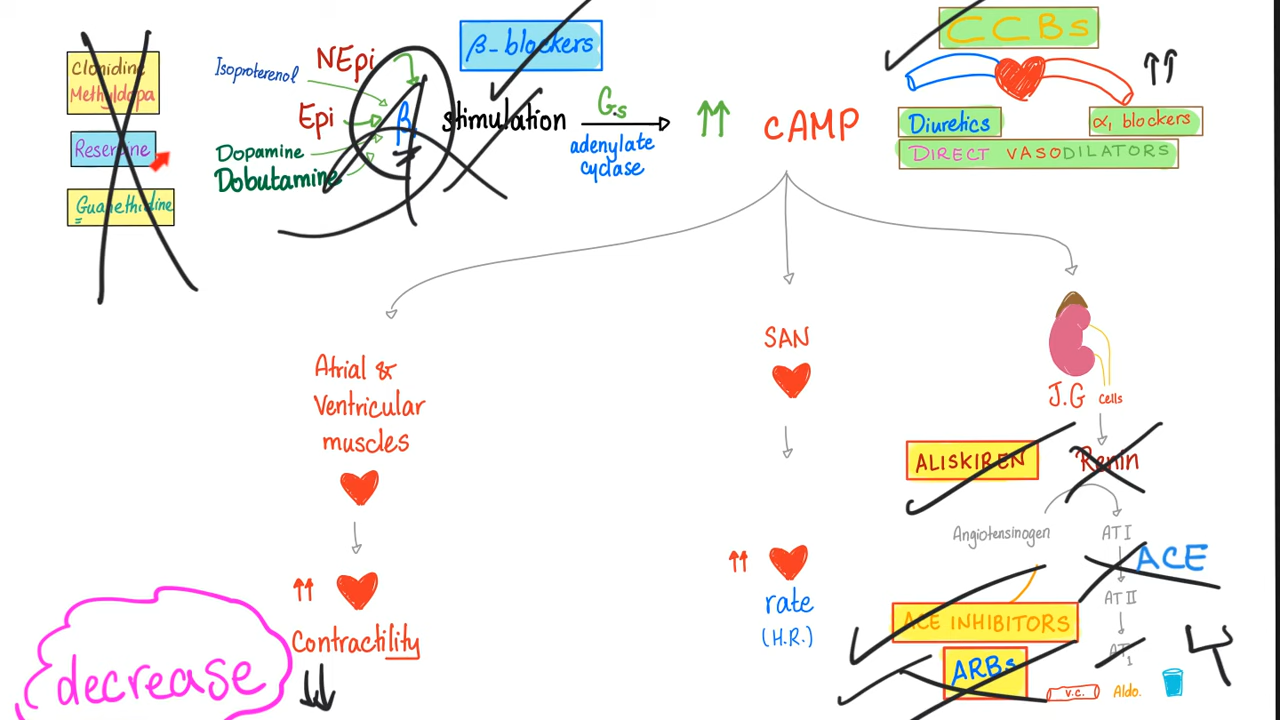 Clonidine
Methyldopa
Reserpine
Guanethidine
Isoproterenol
NEpi
Epi
Dopamine
Dobutamine
β
β-blockers
stimulation
Gs
adenylate
cyclase
↑↑ cAMP
CCBs
↑↑
Diuretics
α1 blockers
DIRECT VASODILATORS
Atrial &
Ventricular
muscles
↑↑
Contractility
↓↓
decrease
SAN
↑↑
rate
(H.R.)
J.G cells
ALISKIREN
Renin
Angiotensinogen
AT I
ACE
AT II
ACE INHIBITORS
AT1
ARBs
V.C.
Aldo.